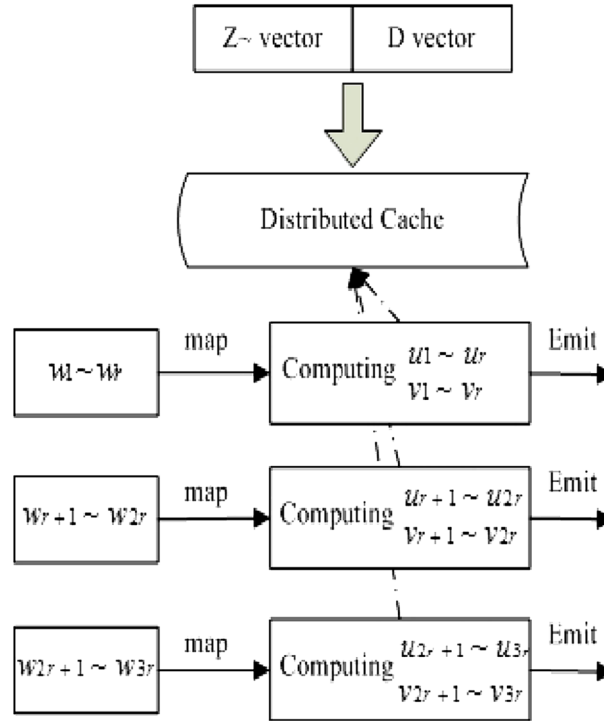 Z~ vector D vector
Distributed Cache
w1 ~ wr map Computing u1 ~ ur Emit
v1 ~ vr
wr+1 ~ w2r map Computing ur+1 ~ u2r Emit
vr+1 ~ v2r
w2r+1 ~ w3r map Computing u2r+1 ~ u3r Emit
v2r+1 ~ v3r